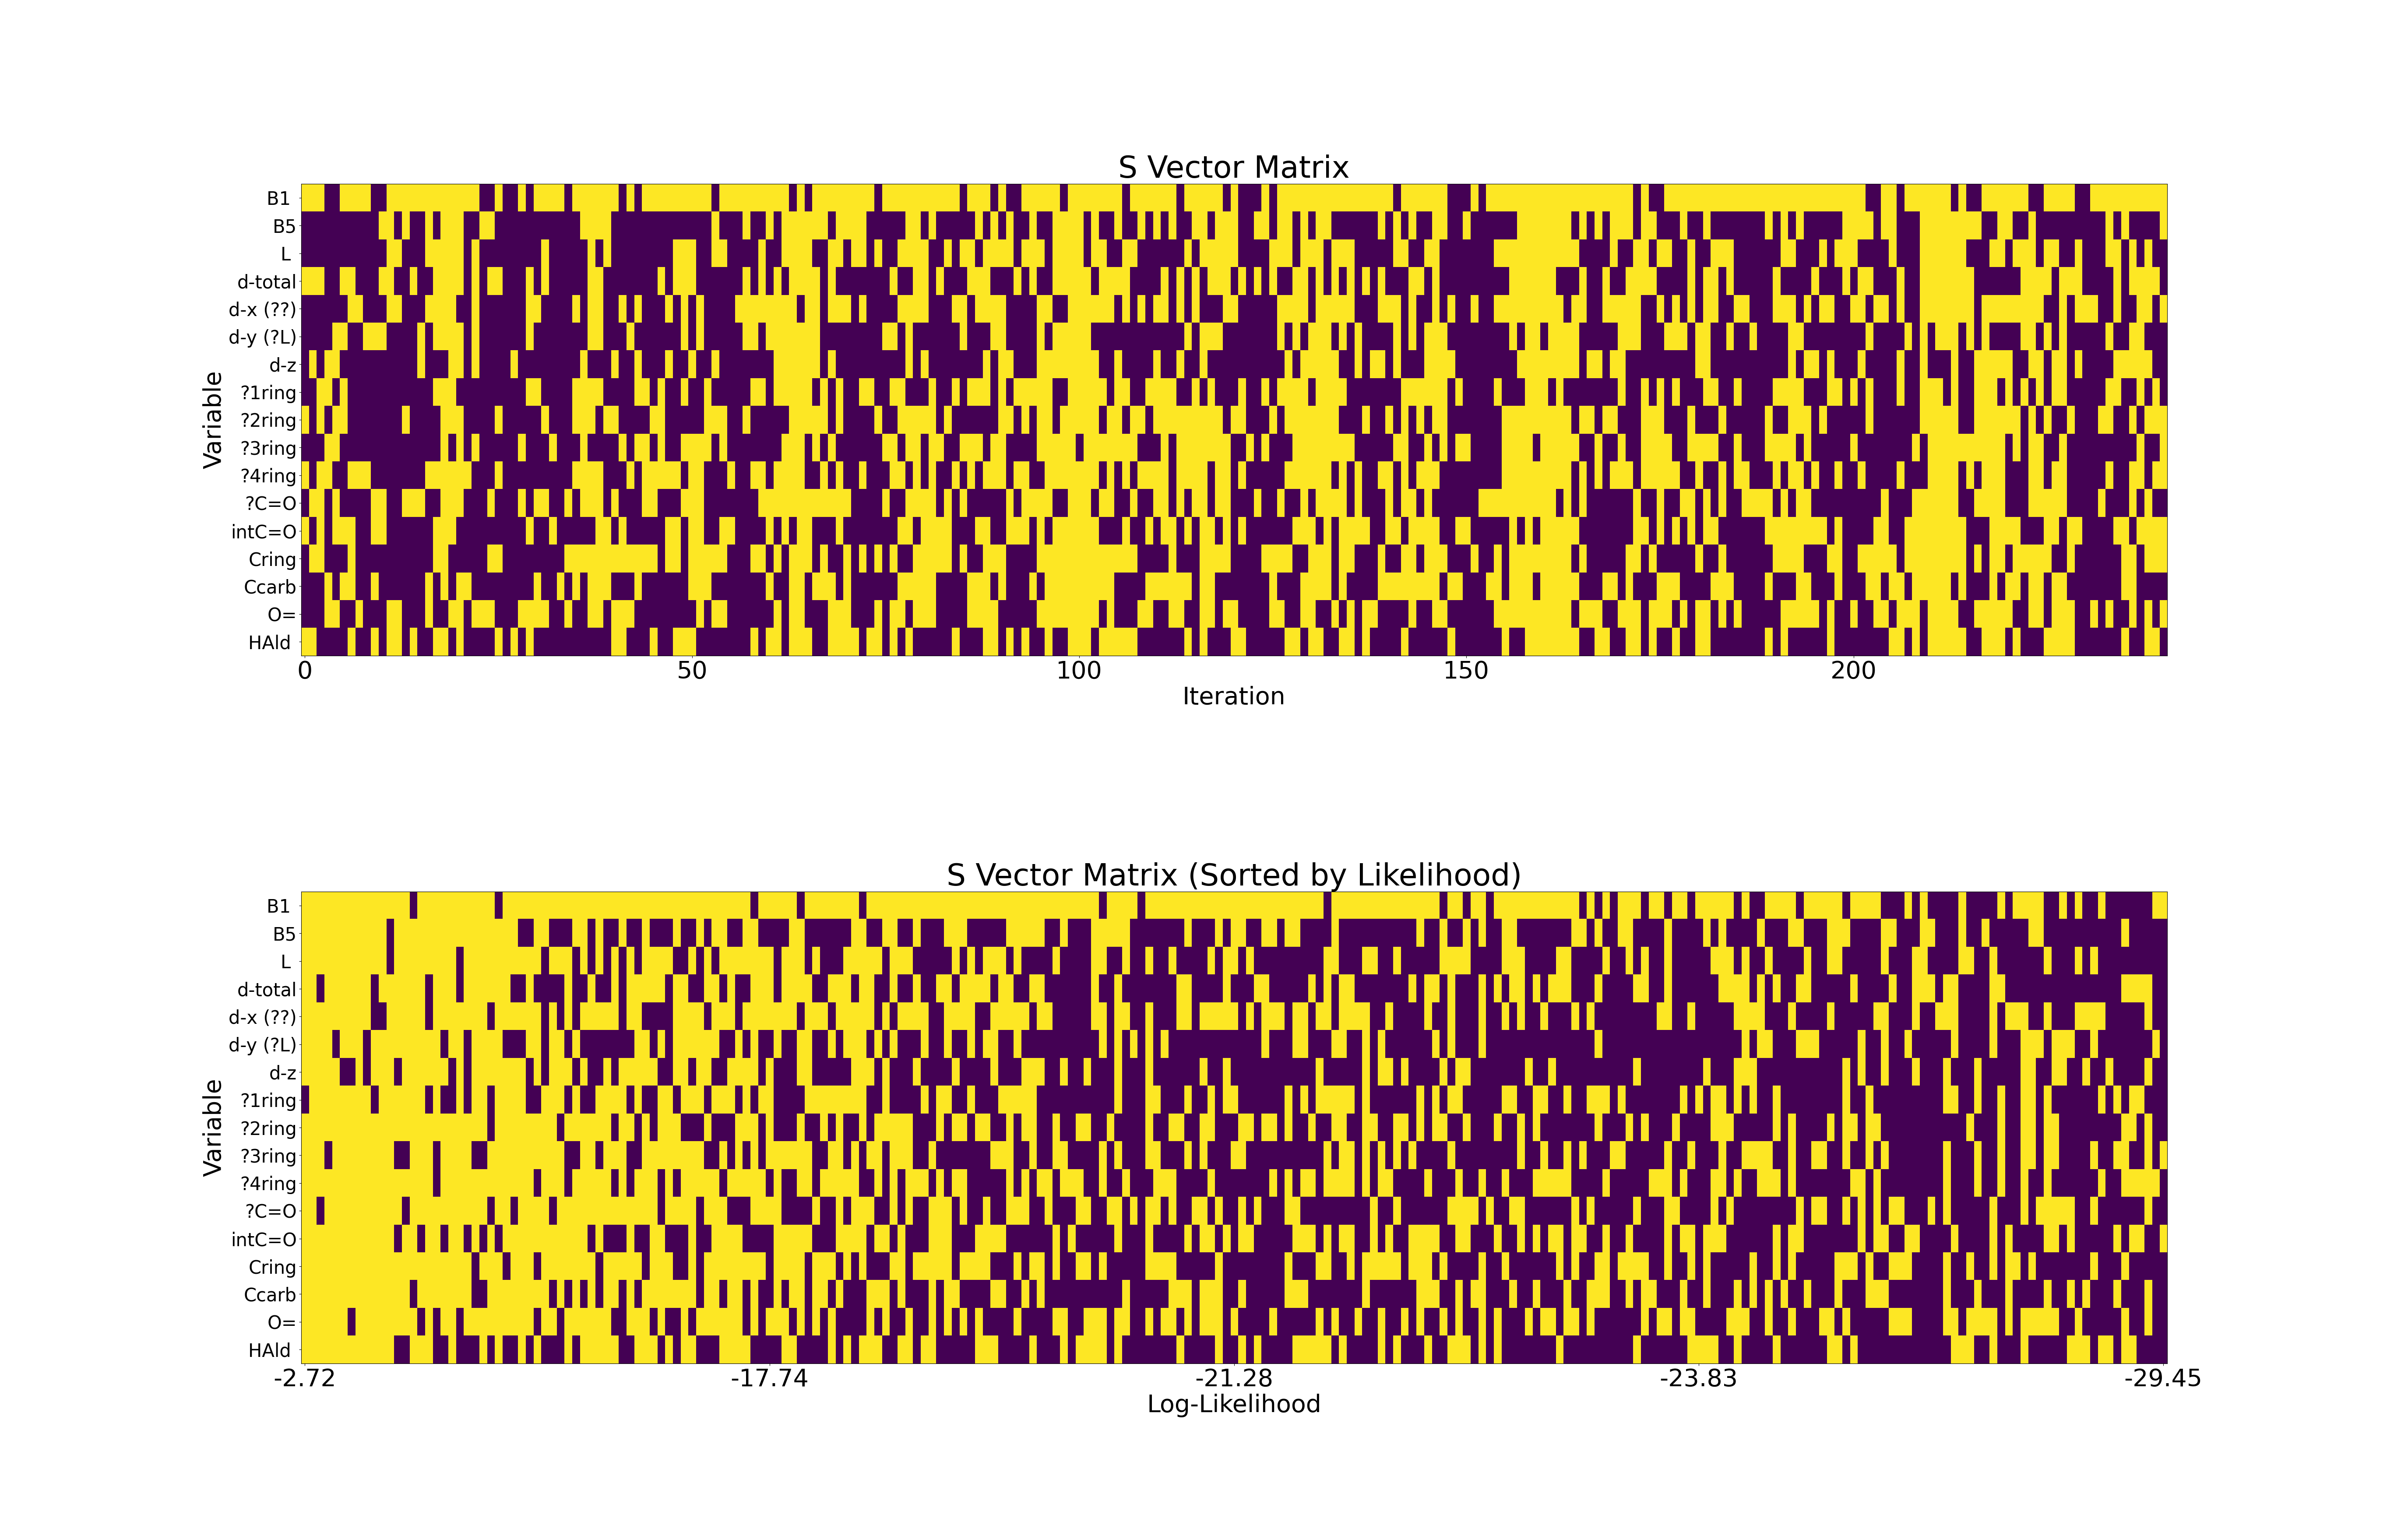 S Vector Matrix
Variable
B1
B5
L
d-total
d-x (??)
d-y (?L)
d-z
?1ring
?2ring
?3ring
?4ring
?C=O
intC=O
Cring
Ccarb
O=
HAld
0 50 100 150 200
Iteration
S Vector Matrix (Sorted by Likelihood)
Variable
B1
B5
L
d-total
d-x (??)
d-y (?L)
d-z
?1ring
?2ring
?3ring
?4ring
?C=O
intC=O
Cring
Ccarb
O=
HAld
-2.72 -17.74 -21.28 -23.83 -29.45
Log-Likelihood